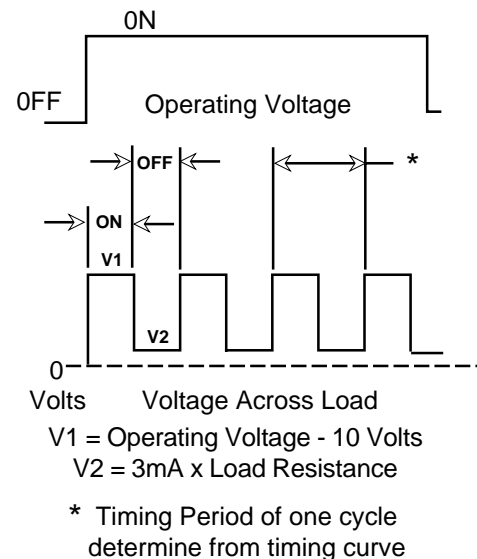 0N
0FF
Operating Voltage
OFF
*
ON
V1
V2
0
Volts
Voltage Across Load
V1 = Operating Voltage - 10 Volts
V2 = 3mA x Load Resistance
* Timing Period of one cycle
determine from timing curve